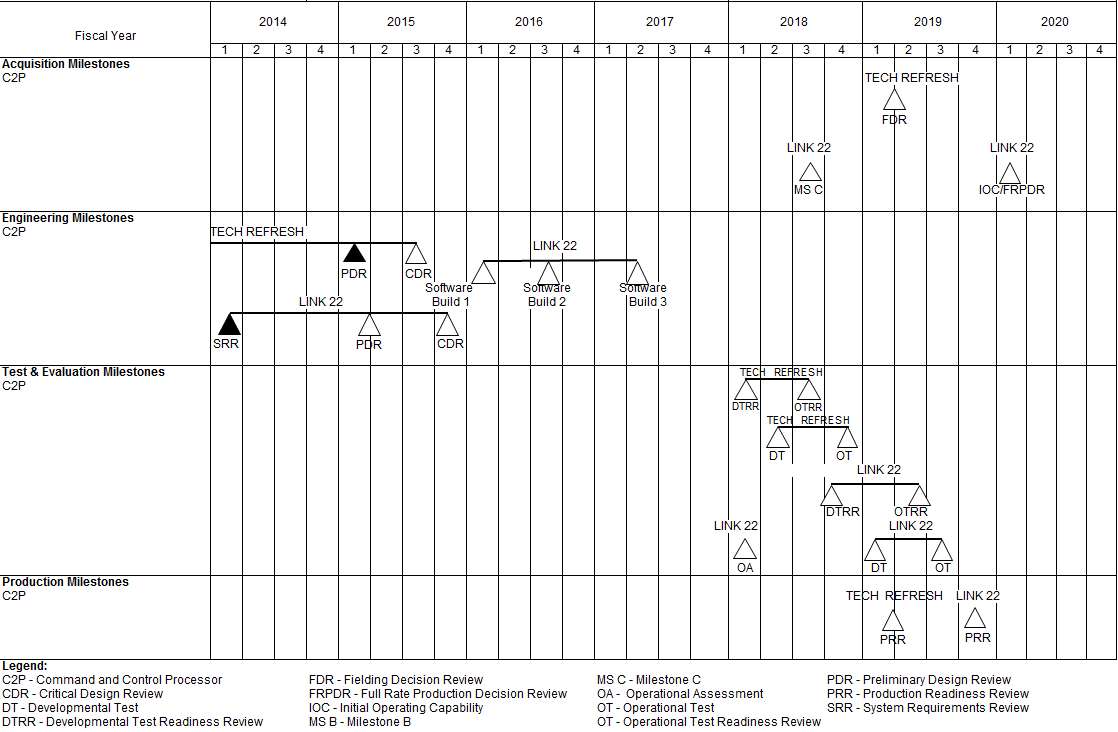 Fiscal Year
2014 2015 2016 2017 2018 2019 2020
1 2 3 4 1 2 3 4 1 2 3 4 1 2 3 4 1 2 3 4 1 2 3 4 1 2 3 4
Acquisition Milestones
C2P
TECH REFRESH
FDR
LINK 22 LINK 22
MS C IOC/FRPDR
Engineering Milestones
C2P
TECH REFRESH
LINK 22
PDR CDR
Software Software Software
Build 1 Build 2 Build 3
LINK 22
SRR PDR CDR
Test & Evaluation Milestones
C2P
TECH REFRESH
DTRR OTRR
TECH REFRESH
DT OT
LINK 22
DTRR OTRR
LINK 22 LINK 22
OA DT OT
Production Milestones
C2P
TECH REFRESH LINK 22
PRR PRR
Legend:
C2P - Command and Control Processor FDR - Fielding Decision Review MS C - Milestone C PDR - Preliminary Design Review
CDR - Critical Design Review FRPDR - Full Rate Production Decision Review OA - Operational Assessment PRR - Production Readiness Review
DT - Developmental Test IOC - Initial Operating Capability OT - Operational Test SRR - System Requirements Review
DTRR - Developmental Test Readiness Review MS B - Milestone B OT - Operational Test Readiness Review